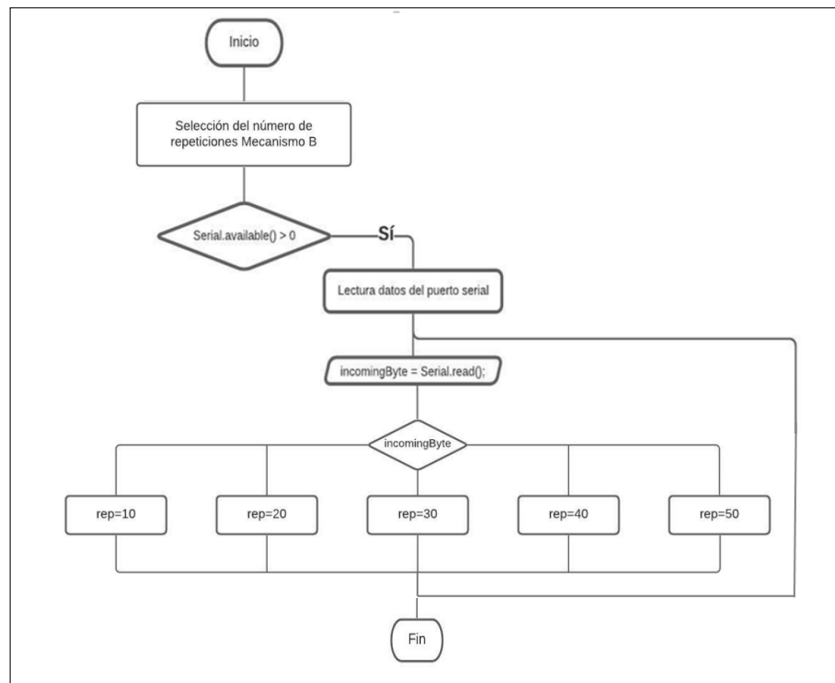 Inicio
Selección del número de
repeticiones Mecanismo B
Serial.available() > 0
Sí
Lectura datos del puerto serial
incomingByte = Serial.read();
incomingByte
rep=10
rep=20
rep=30
rep=40
rep=50
Fin